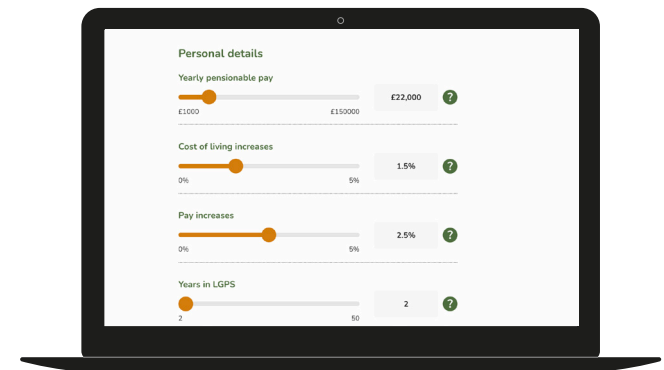 Personal details
Yearly pensionable pay
£22,000 ?
£1000 £150000
Cost of living increases
1.5% ?
0% 5%
Pay increases
2.5% ?
0% 5%
Years in LGPS
2 ?
2 50